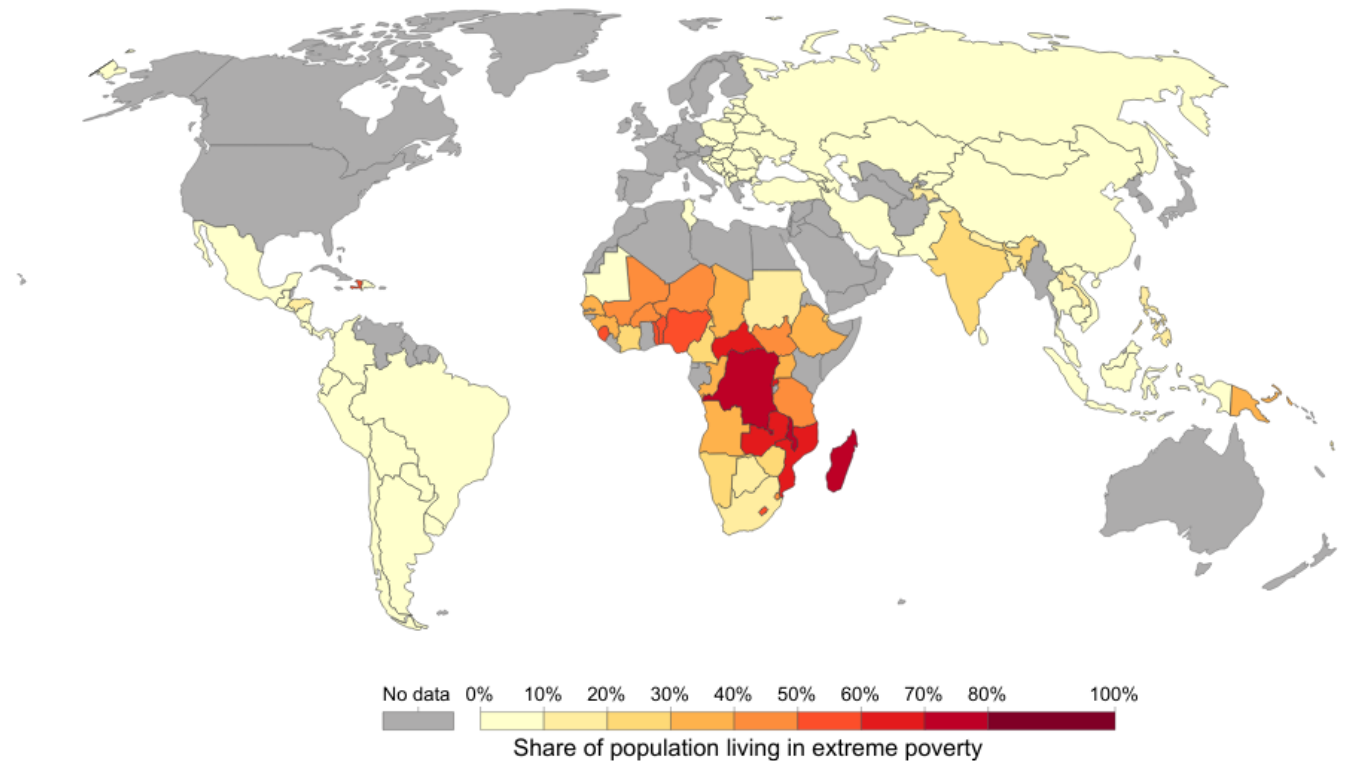 No data 0% 10% 20% 30% 40% 50% 60% 70% 80% 100%
Share of population living in extreme poverty